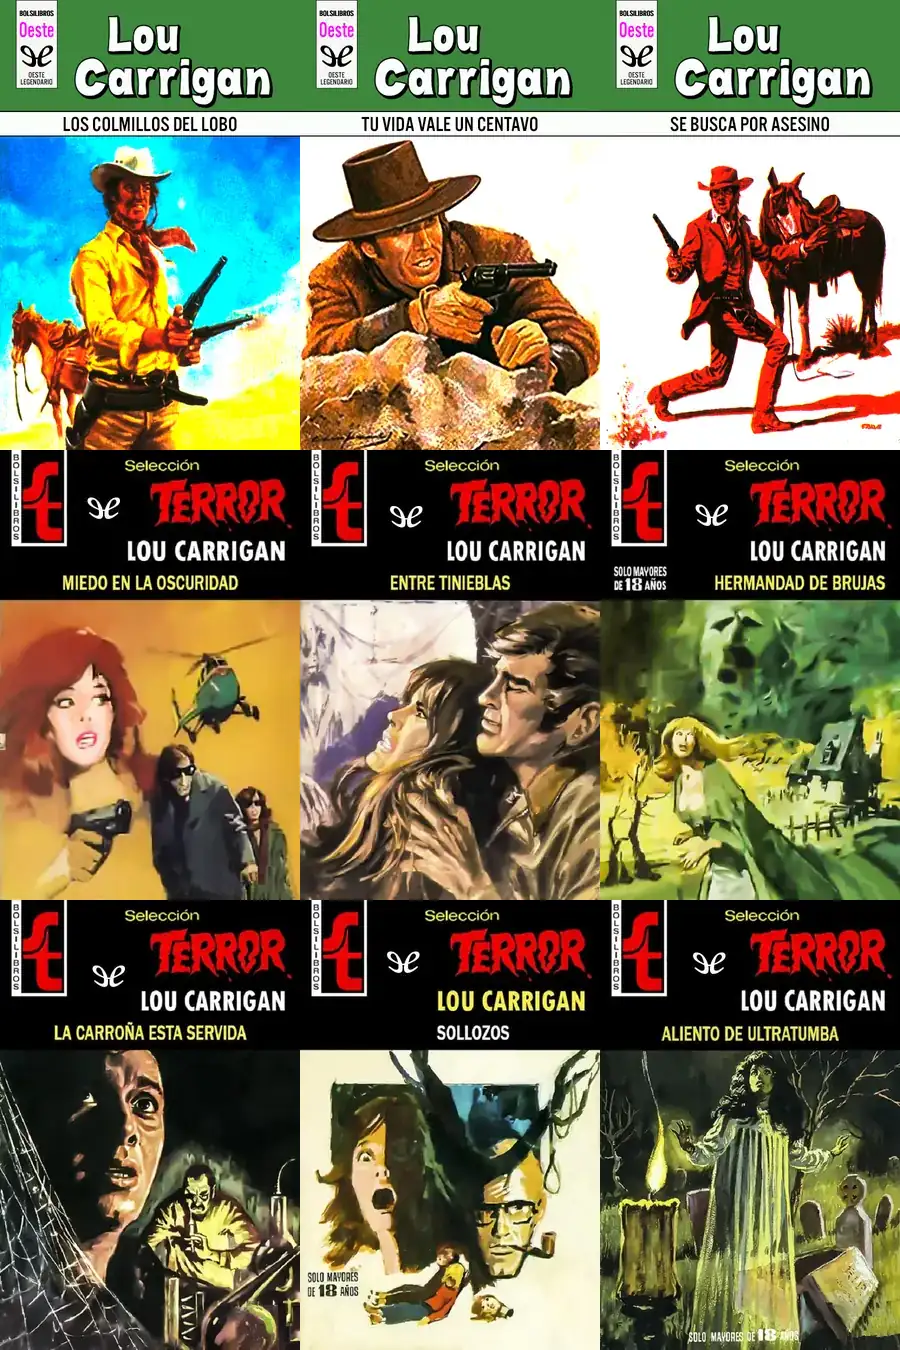 BOLSILIBROS
Oeste
OESTE
LEGENDARIO
Lou
Carrigan
LOS COLMILLOS DEL LOBO
BOLSILIBROS
Oeste
OESTE
LEGENDARIO
Lou
Carrigan
TU VIDA VALE UN CENTAVO
BOLSILIBROS
Oeste
OESTE
LEGENDARIO
Lou
Carrigan
SE BUSCA POR ASESINO
BOLSILIBROS
Selección
TERROR
LOU CARRIGAN
MIEDO EN LA OSCURIDAD
BOLSILIBROS
Selección
TERROR
LOU CARRIGAN
ENTRE TINIEBLAS
BOLSILIBROS
Selección
TERROR
LOU CARRIGAN
SOLO MAYORES
DE 18 AÑOS
HERMANDAD DE BRUJAS
BOLSILIBROS
Selección
TERROR
LOU CARRIGAN
LA CARROÑA ESTA SERVIDA
BOLSILIBROS
Selección
TERROR
LOU CARRIGAN
SOLLOZOS
SOLO MAYORES
DE 18 AÑOS
BOLSILIBROS
Selección
TERROR
LOU CARRIGAN
ALIENTO DE ULTRATUMBA
SOLO MAYORES DE 18 AÑOS